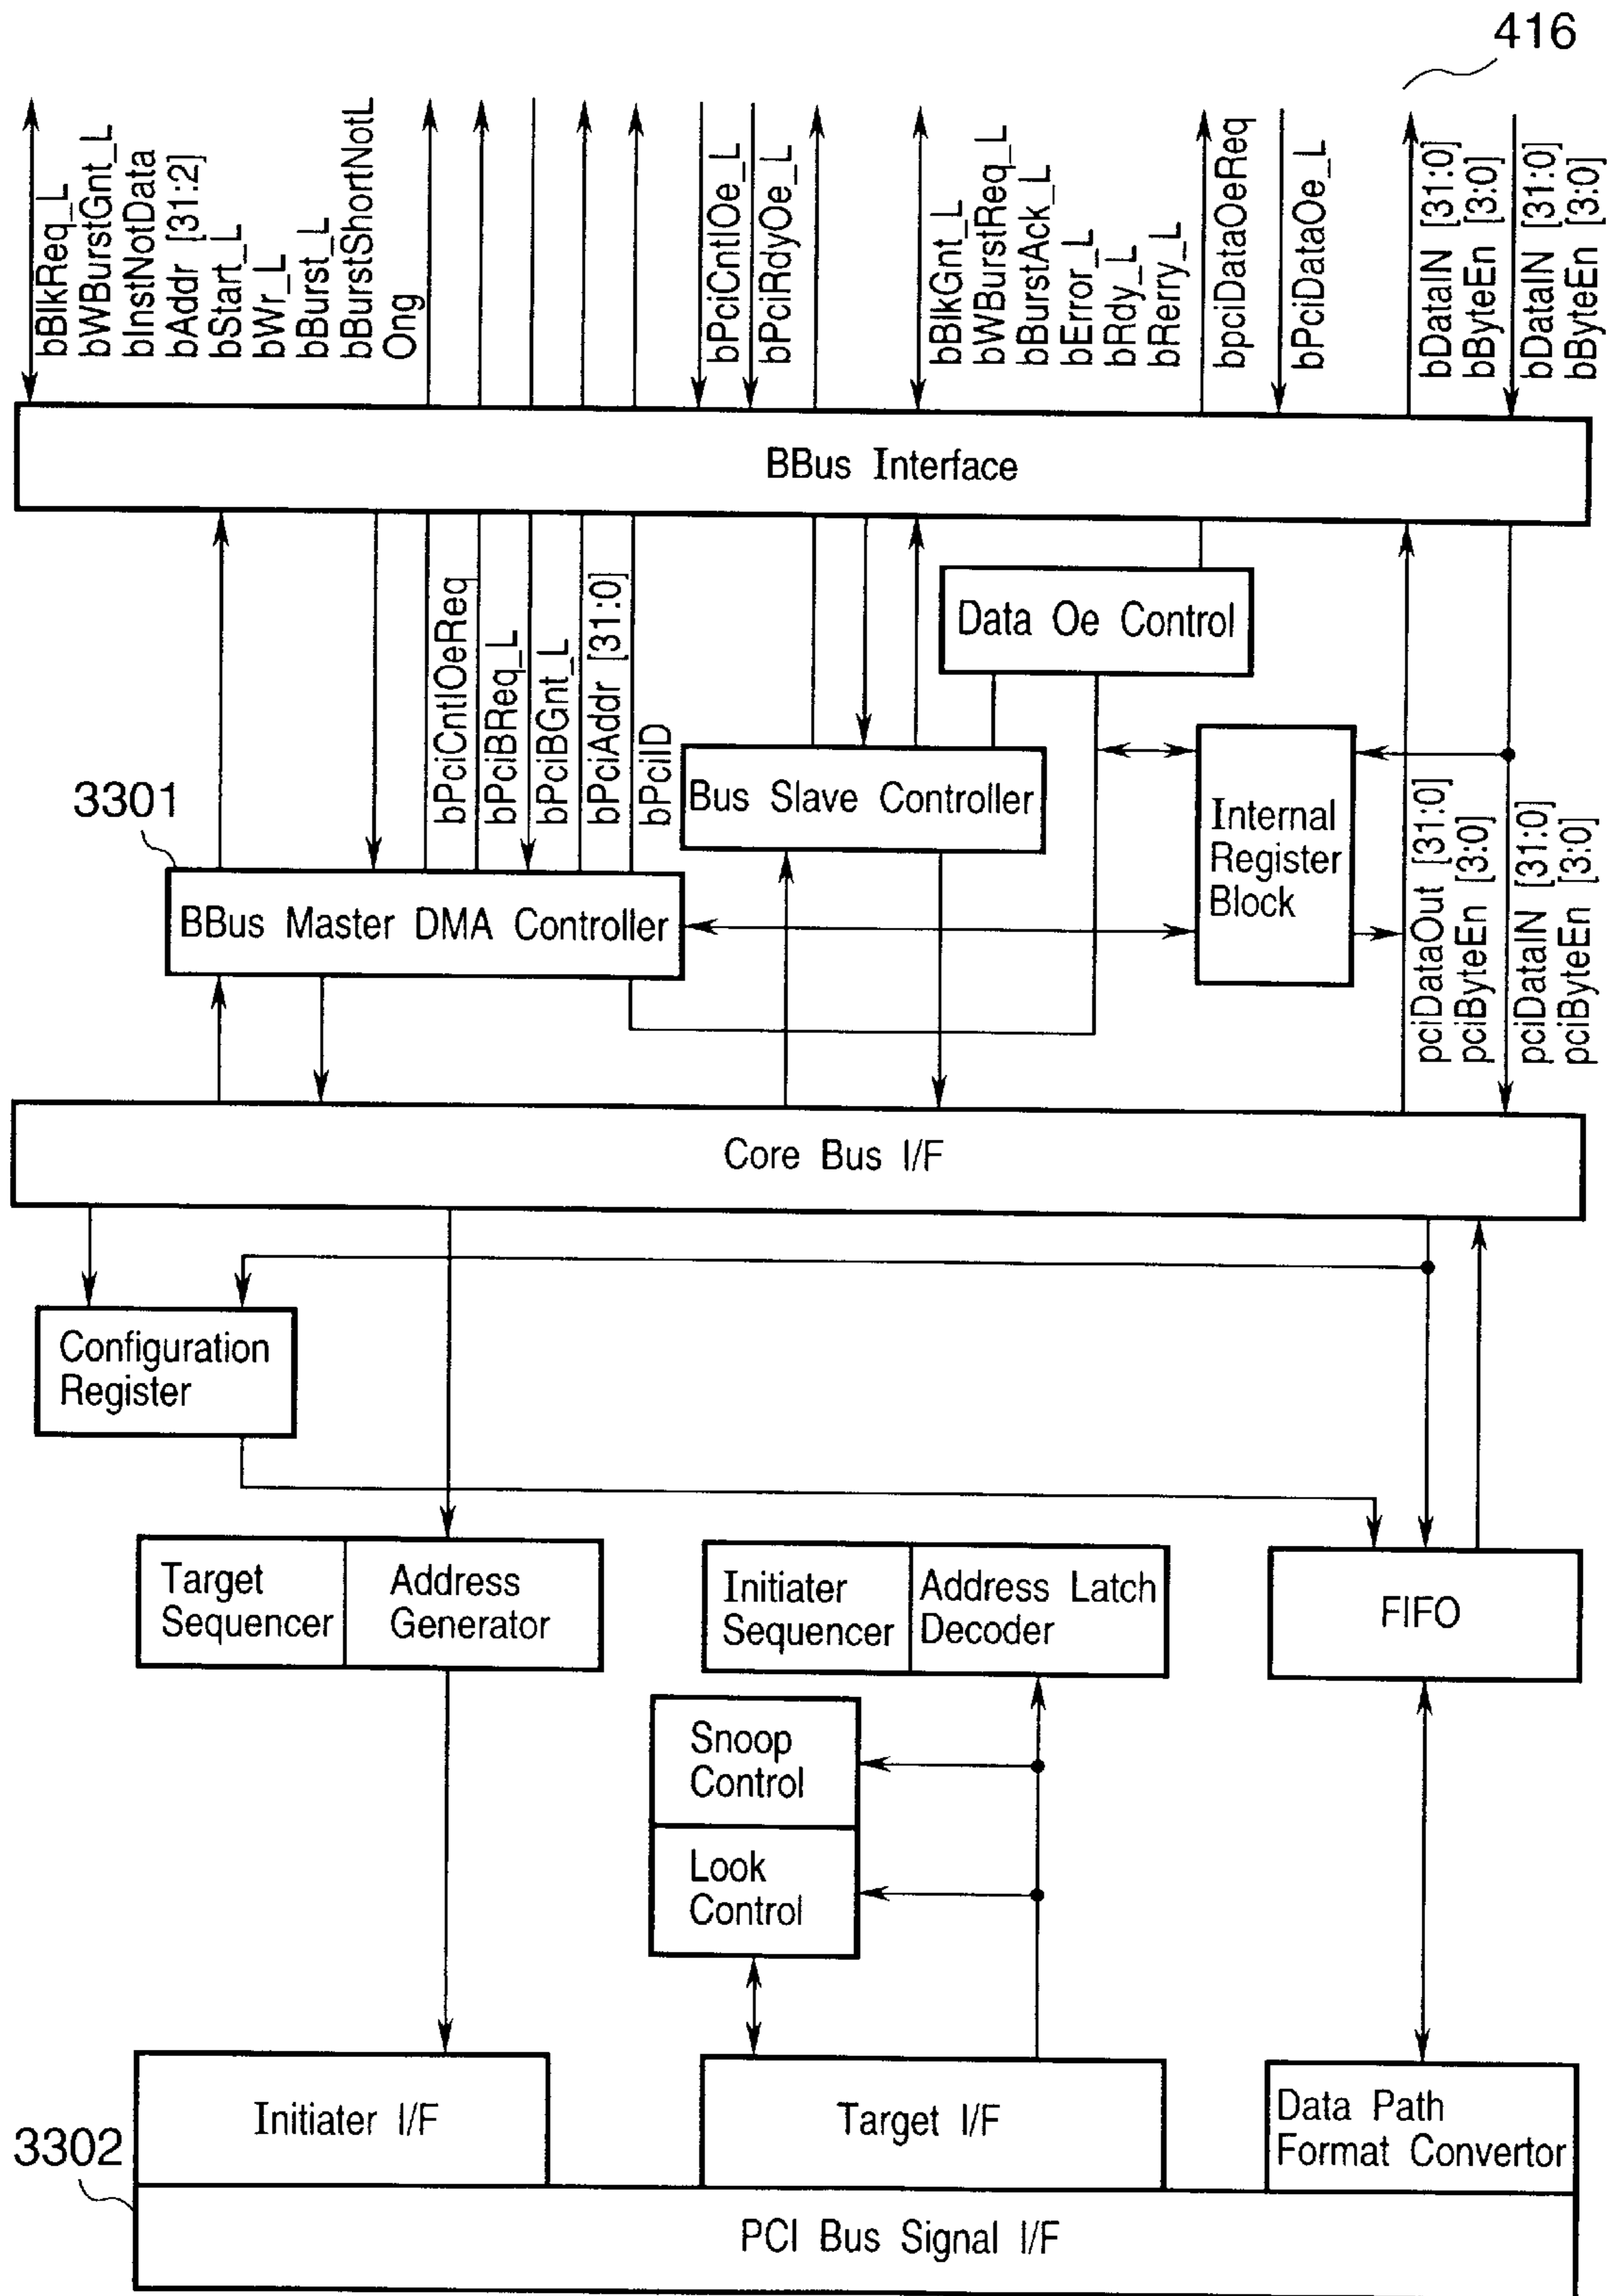 416
bBlkReq_L
bWBurstGnt_L
bInstNotData
bAddr [31:2]
bStart_L
bWr_L
bBurst_L
bBurstShortNotL
Ong
bPciCntlOe_L
bPciRdyOe_L
bBlkGnt_L
bWBurstReq_L
bBurstAck_L
bError_L
bRdy_L
bRerry_L
bpciDataOeReq
bPciDataOe_L
bDataIN [31:0]
bByteEn [3:0]
bDataIN [31:0]
bByteEn [3:0]
BBus Interface
bPciCntlOeReq
bPciBReq_L
bPciBGnt_L
bPciAddr [31:0]
bPciID
Data Oe Control
Bus Slave Controller
Internal
Register
Block
pciDataOut [31:0]
pciByteEn [3:0]
pciDataIN [31:0]
pciByteEn [3:0]
3301
BBus Master DMA Controller
Core Bus I/F
Configuration
Register
Target
Sequencer
Address
Generator
Initiater
Sequencer
Address Latch
Decoder
FIFO
Snoop
Control
Look
Control
Initiater I/F
Target I/F
Data Path
Format Convertor
3302
PCI Bus Signal I/F